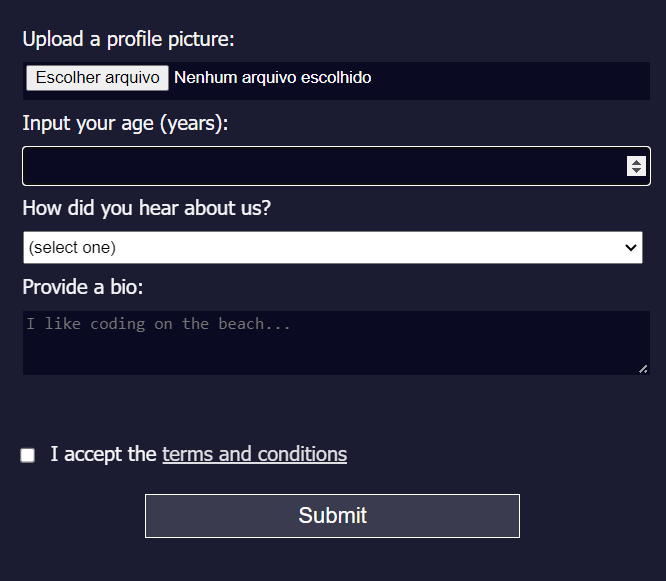 Upload a profile picture:
Escolher arquivo Nenhum arquivo escolhido
Input your age (years):
How did you hear about us?
(select one)
Provide a bio:
I like coding on the beach...
I accept the terms and conditions
Submit